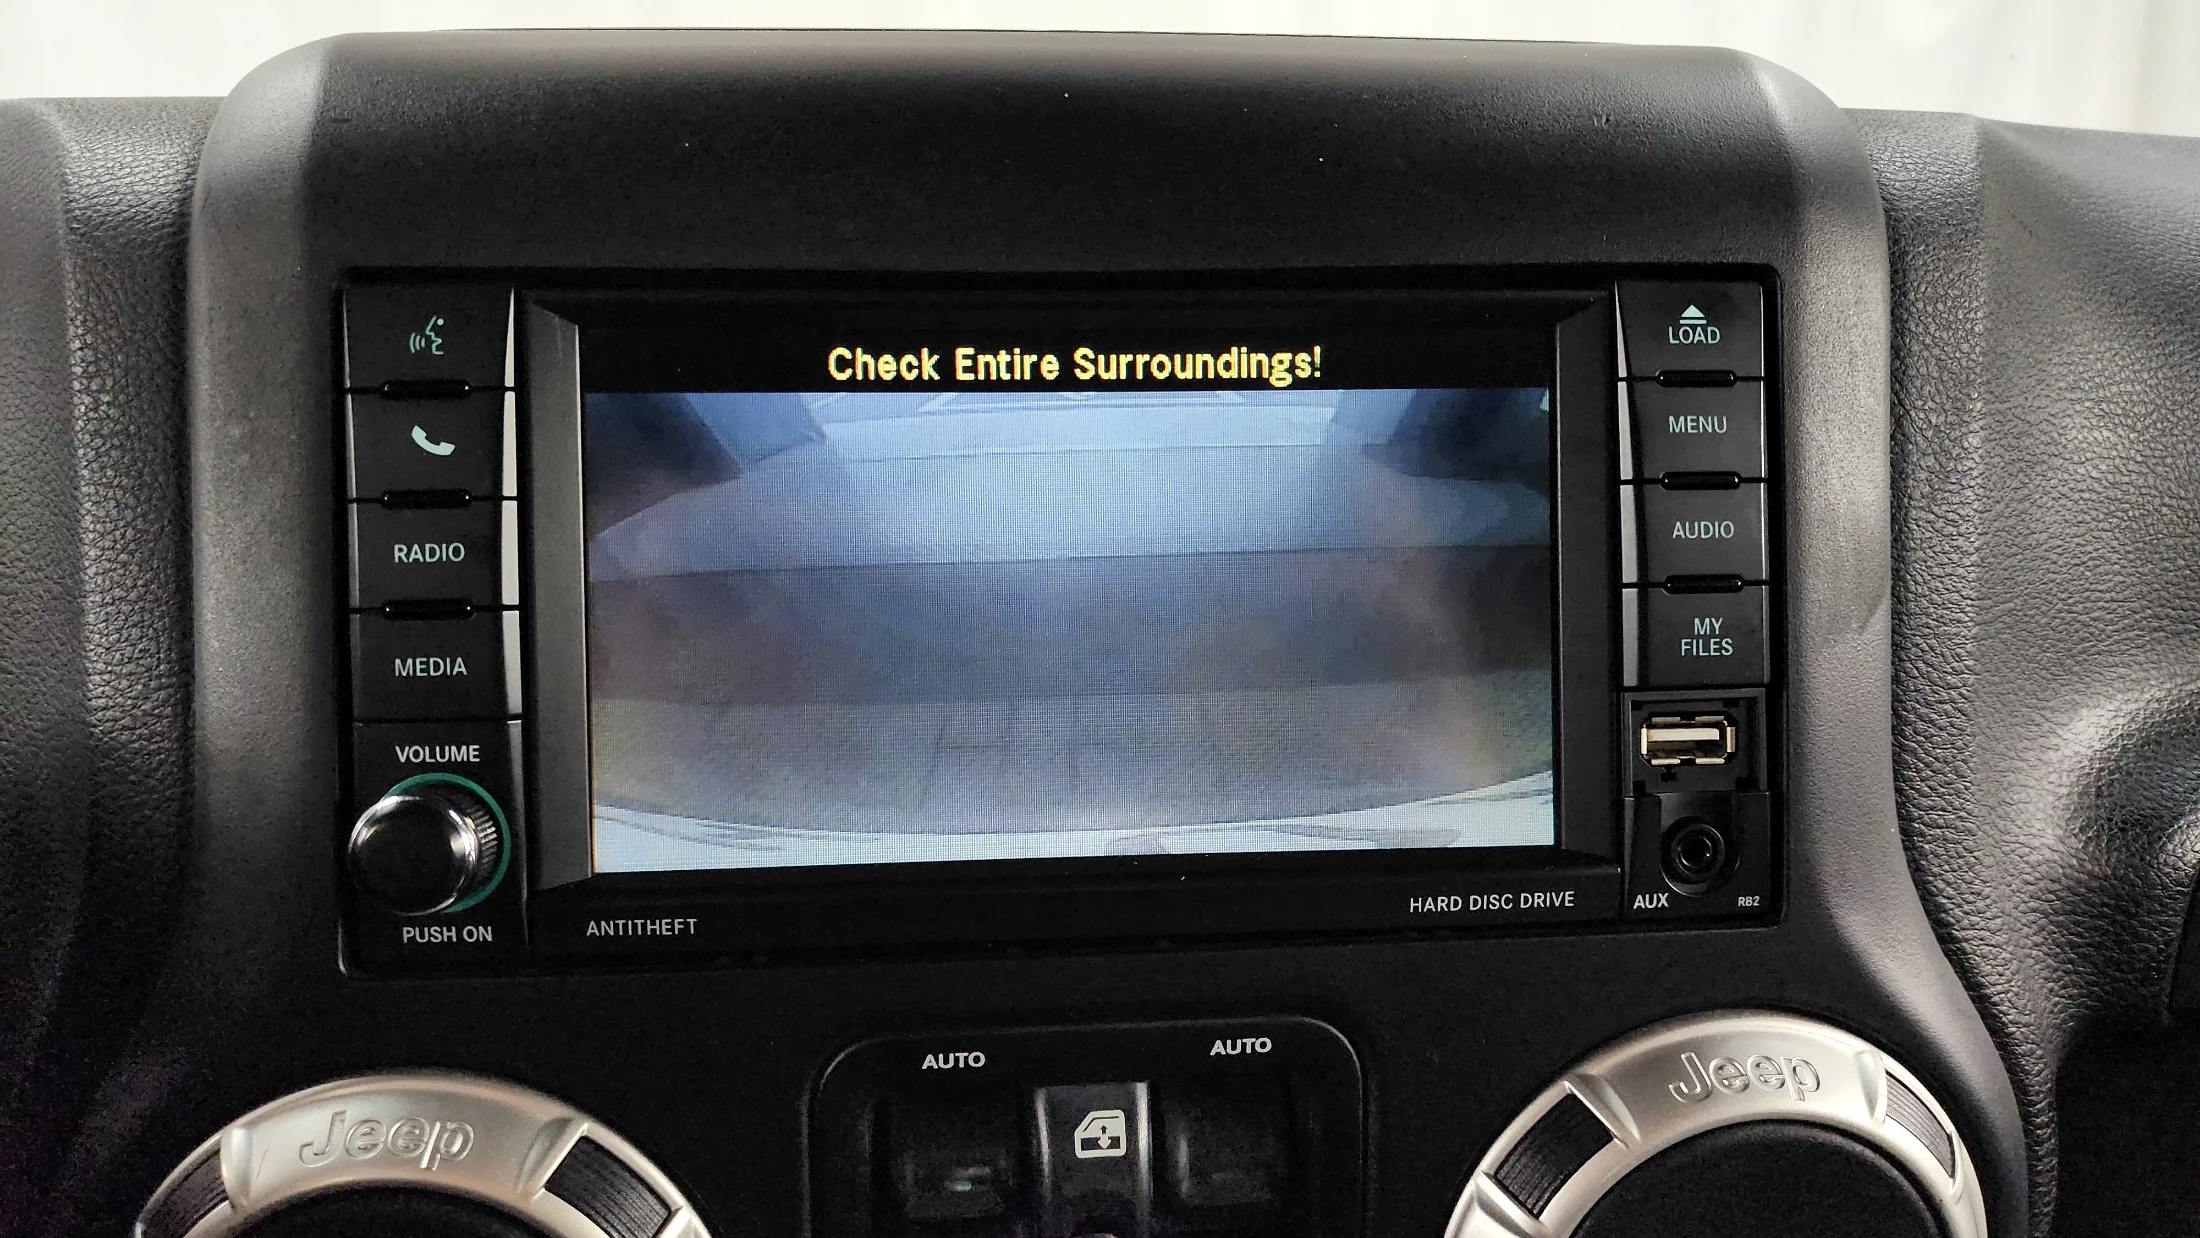 Check Entire Surroundings!
RADIO
MEDIA
VOLUME
PUSH ON
LOAD
MENU
AUDIO
MY
FILES
AUX
RB2
ANTITHEFT
HARD DISC DRIVE
AUTO
AUTO
Jeep
Jeep